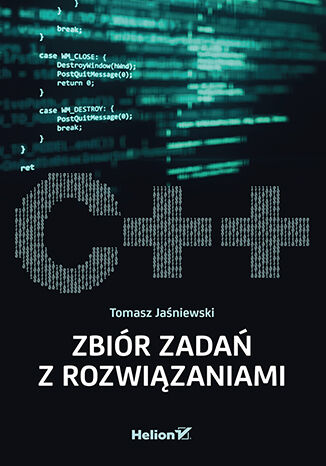 break;
}
case WM_CLOSE: {
DestroyWindow(hWnd);
PostQuitMessage(0);
return 0;
}
case WM_DESTROY: {
PostQuitMessage(0);
break;
}
ret
C++
Tomasz Jaśniewski
ZBIÓR ZADAŃ
Z ROZWIĄZANIAMI
Helion